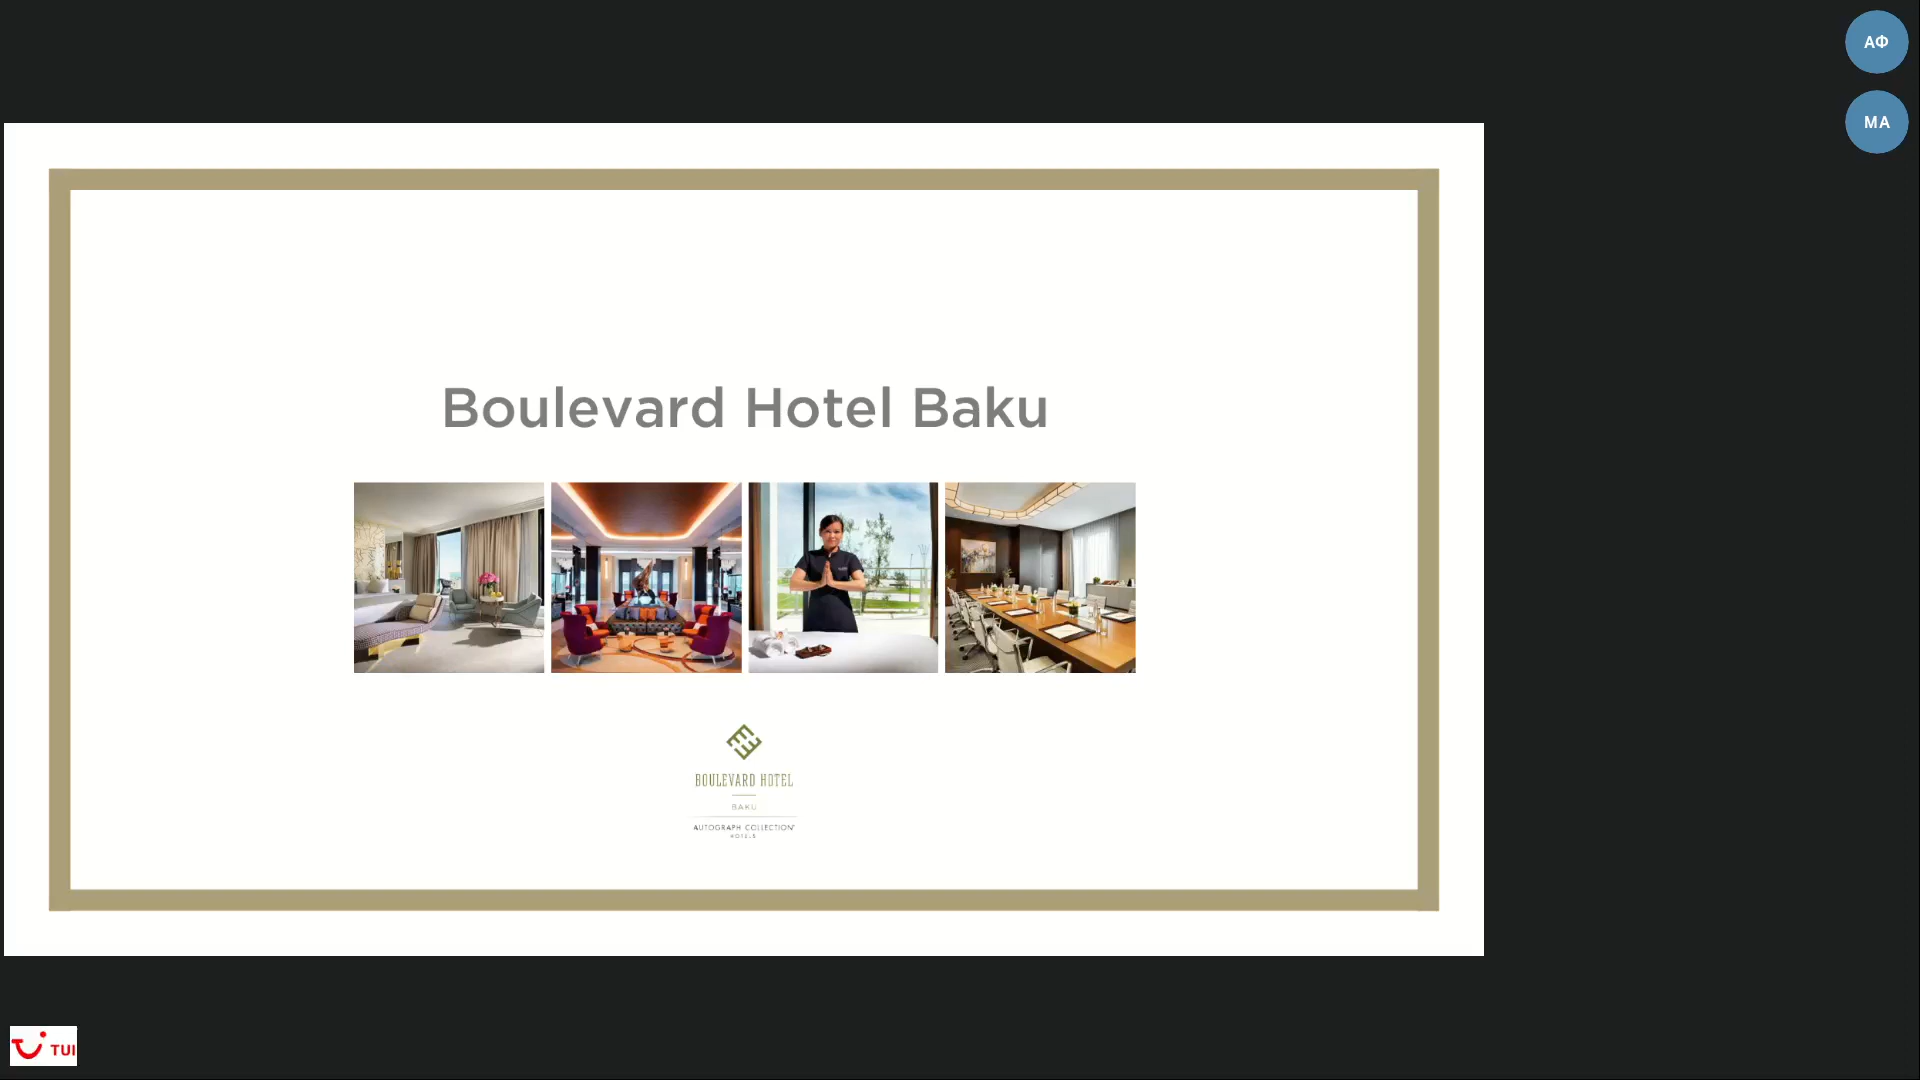 АФ
МА
Boulevard Hotel Baku
BOULEVARD HOTEL
BAKU
AUTOGRAPH COLLECTION
HOTELS
TUI